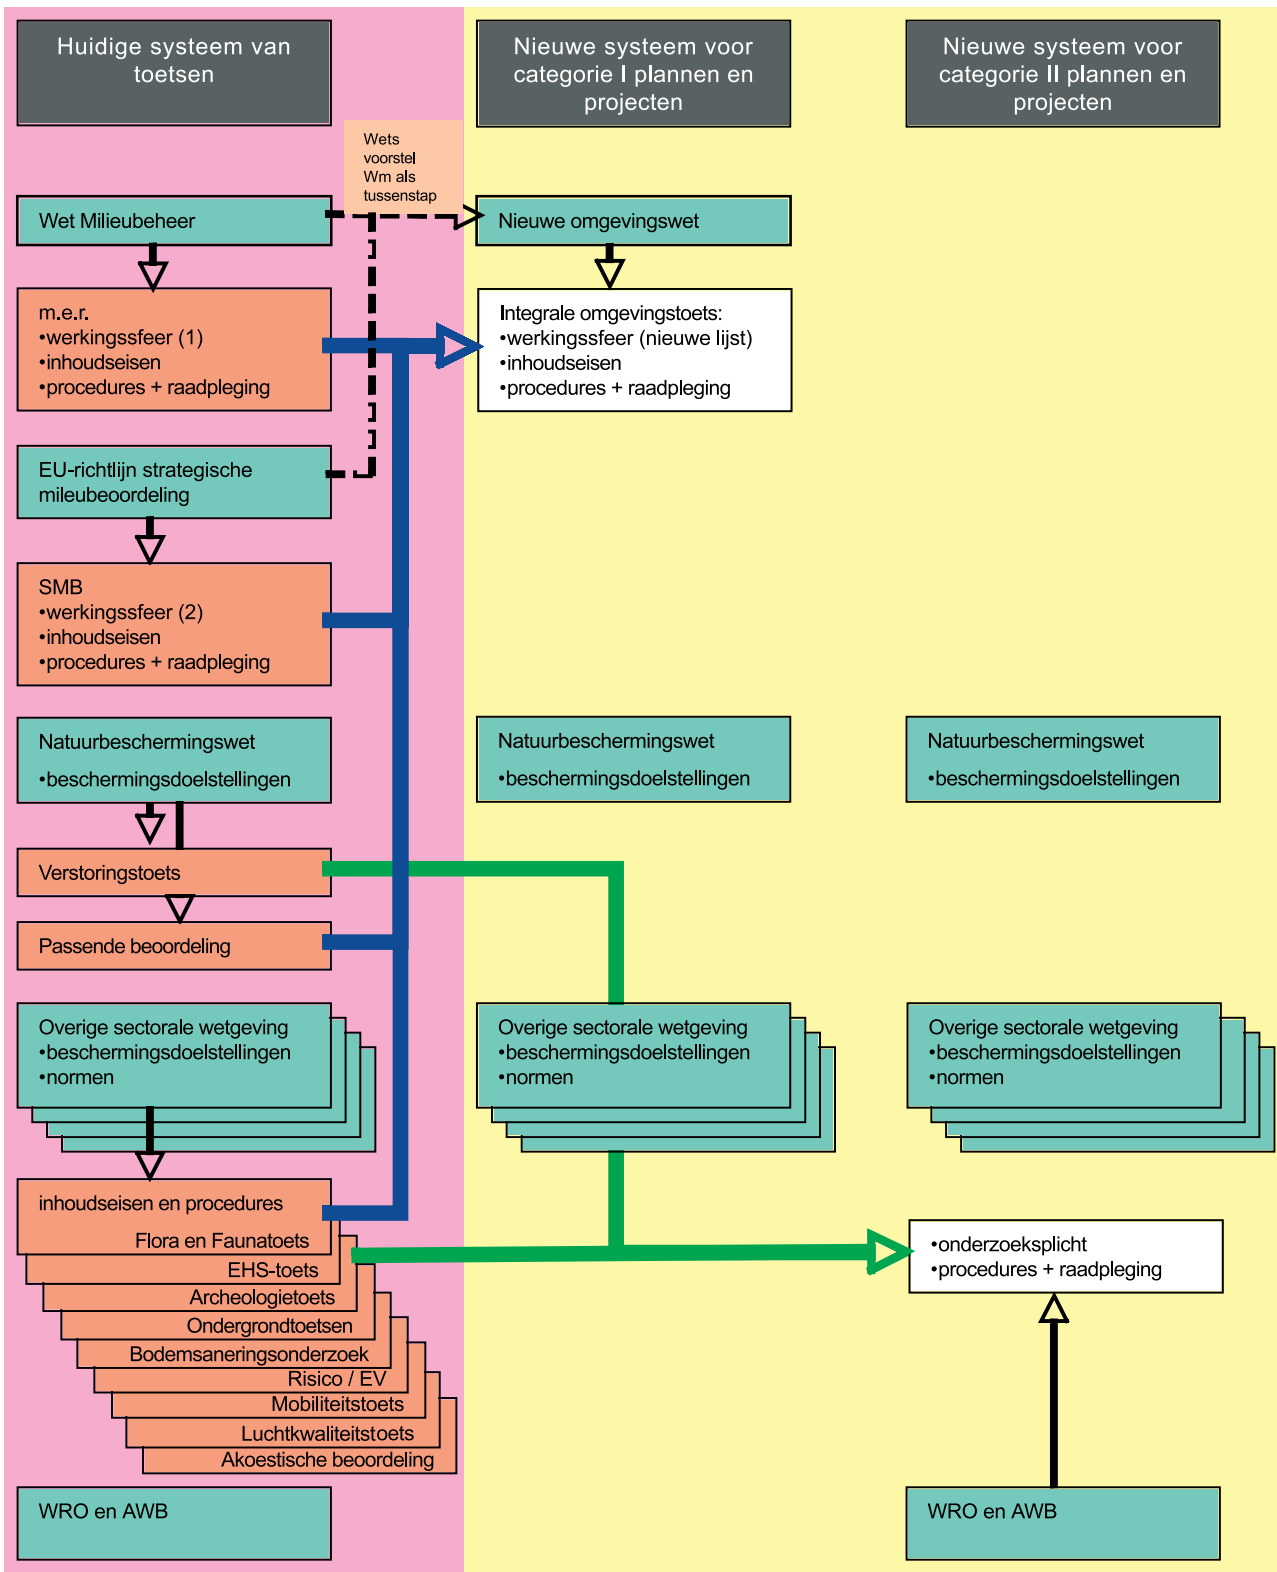 Huidige systeem van
toetsen
Nieuwe systeem voor
categorie I plannen en
projecten
Nieuwe systeem voor
categorie II plannen en
projecten
Wets
voorstel
Wm als
tussenstap
Wet Milieubeheer
Nieuwe omgevingswet
m.e.r.
•werkingssfeer (1)
•inhoudseisen
•procedures + raadpleging
Integrale omgevingstoets:
•werkingssfeer (nieuwe lijst)
•inhoudseisen
•procedures + raadpleging
EU-richtlijn strategische
mileubeoordeling
SMB
•werkingssfeer (2)
•inhoudseisen
•procedures + raadpleging
Natuurbeschermingswet
•beschermingsdoelstellingen
Natuurbeschermingswet
•beschermingsdoelstellingen
Natuurbeschermingswet
•beschermingsdoelstellingen
Verstoringstoets
Passende beoordeling
Overige sectorale wetgeving
•beschermingsdoelstellingen
•normen
Overige sectorale wetgeving
•beschermingsdoelstellingen
•normen
Overige sectorale wetgeving
•beschermingsdoelstellingen
•normen
inhoudseisen en procedures
Flora en Faunatoets
EHS-toets
Archeologietoets
Ondergrondtoetsen
Bodemsaneringsonderzoek
Risico / EV
Mobiliteitstoets
Luchtkwaliteitstoets
Akoestische beoordeling
•onderzoeksplicht
•procedures + raadpleging
WRO en AWB
WRO en AWB